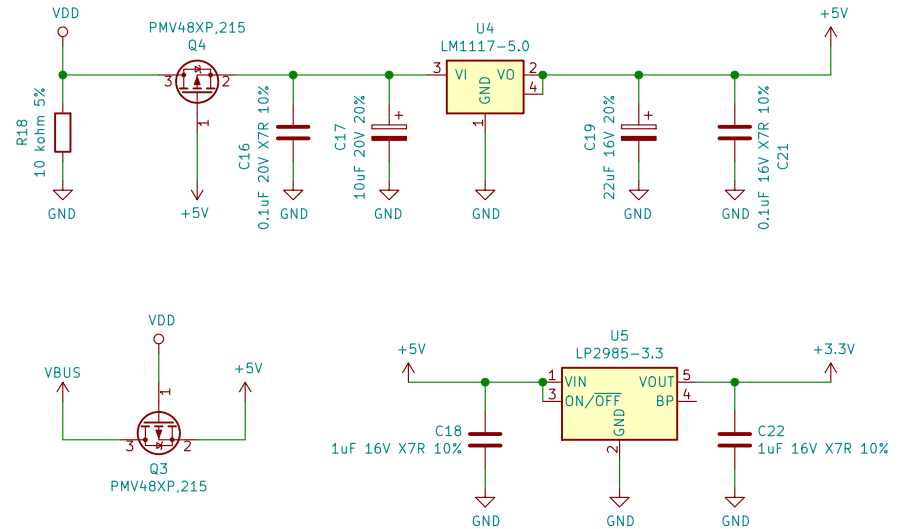 VDD
PMV48XP,215
Q4
3
2
1
+5V
R18
10 kohm 5%
GND
C16
0.1uF 20V X7R 10%
GND
C17
10uF 20V 20%
+
GND
U4
LM1117-5.0
3
VI
VO
2
4
GND
1
GND
C19
22uF 16V 20%
+
GND
C21
0.1uF 16V X7R 10%
GND
+5V
VDD
VBUS
+5V
1
3
2
Q3
PMV48XP,215
+5V
C18
1uF 16V X7R 10%
GND
U5
LP2985-3.3
1
VIN
VOUT
5
3
ON/OFF
BP
4
GND
2
GND
+3.3V
C22
1uF 16V X7R 10%
GND